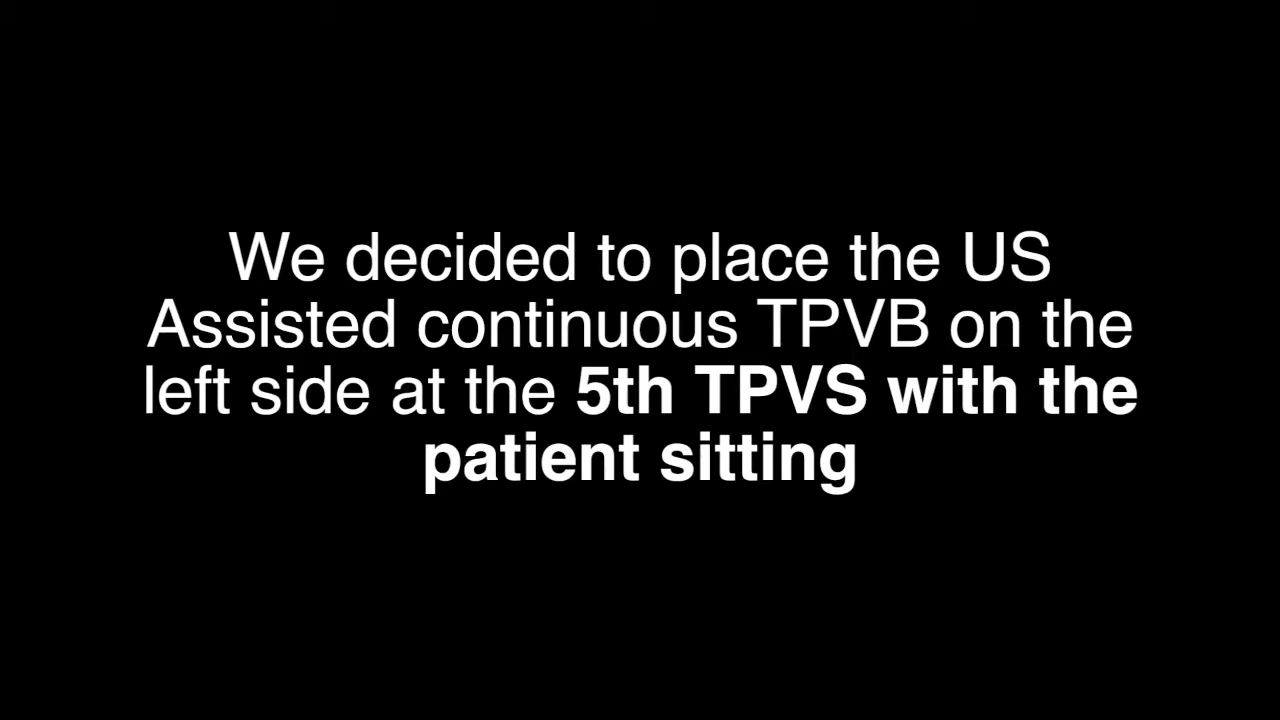 We decided to place the US
Assisted continuous TPVB on the
left side at the 5th TPVS with the
patient sitting